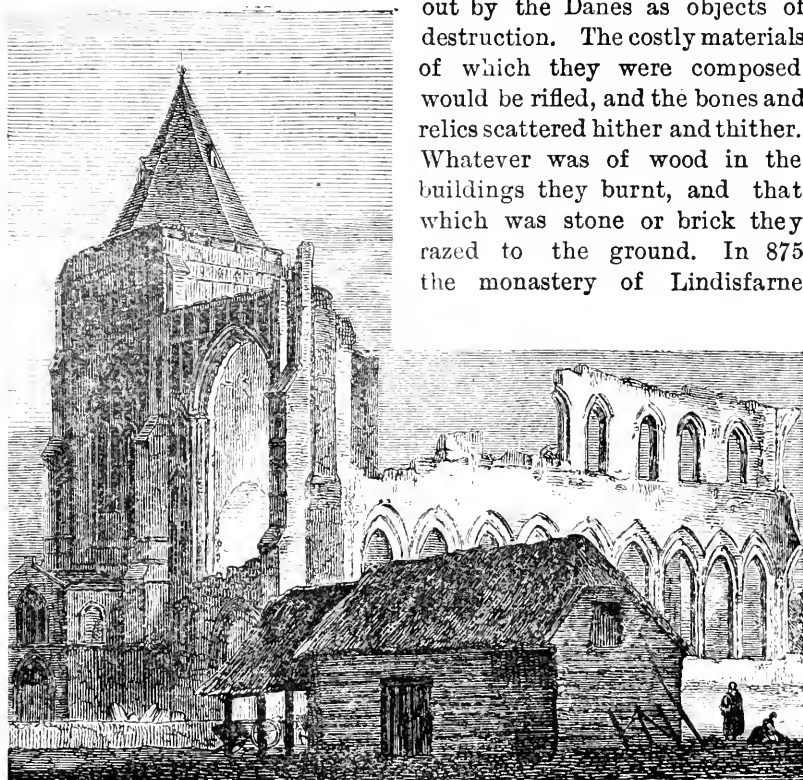 out by the Danes as objects of
destruction. The costly materials
of which they were composed
would be rifled, and the bones and
relics scattered hither and thither.
Whatever was of wood in the
buildings they burnt, and that
which was stone or brick they
razed to the ground. In 875
the monastery of Lindisfarne